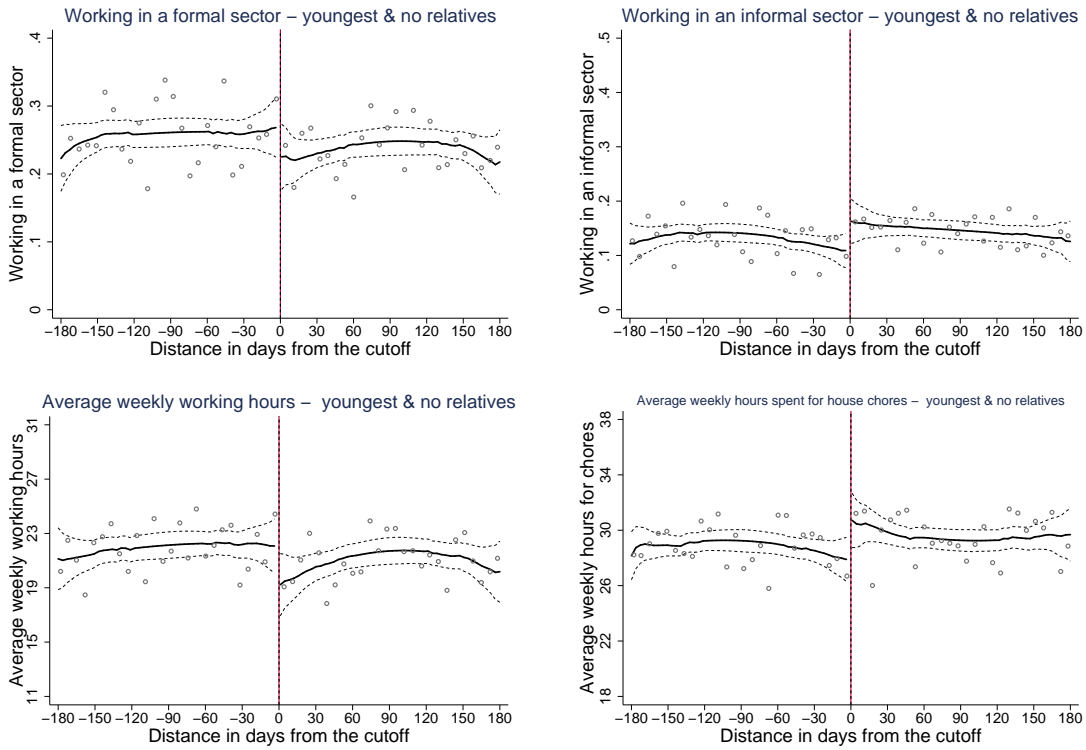 Working in a formal sector – youngest & no relatives
Working in a formal sector
.4
.3
.2
.1
0
−180 −150 −120 −90 −60 −30 0 30 60 90 120 150 180
Distance in days from the cutoff
Working in an informal sector – youngest & no relatives
Working in an informal sector
.5
.4
.3
.2
.1
0
−180 −150 −120 −90 −60 −30 0 30 60 90 120 150 180
Distance in days from the cutoff
Average weekly working hours – youngest & no relatives
Average weekly working hours
31
27
23
19
15
11
−180 −150 −120 −90 −60 −30 0 30 60 90 120 150 180
Distance in days from the cutoff
Average weekly hours spent for house chores – youngest & no relatives
Average weekly hours for chores
38
34
30
26
22
18
−180 −150 −120 −90 −60 −30 0 30 60 90 120 150 180
Distance in days from the cutoff